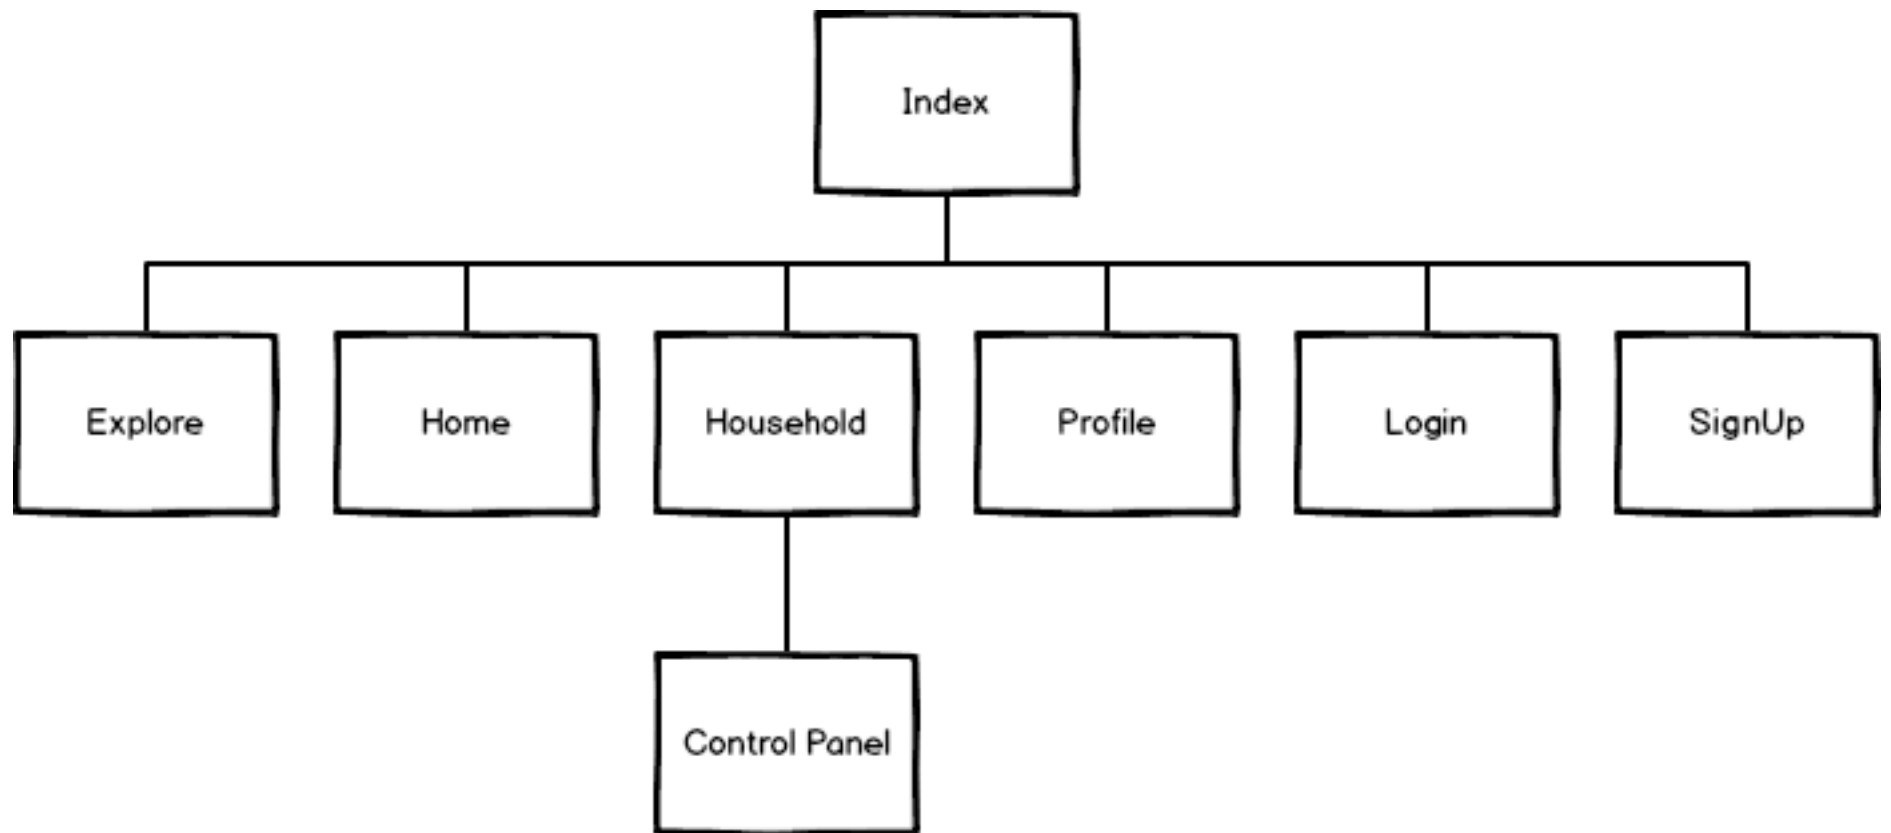 Index
Explore
Home
Household
Profile
Login
SignUp
Control Panel